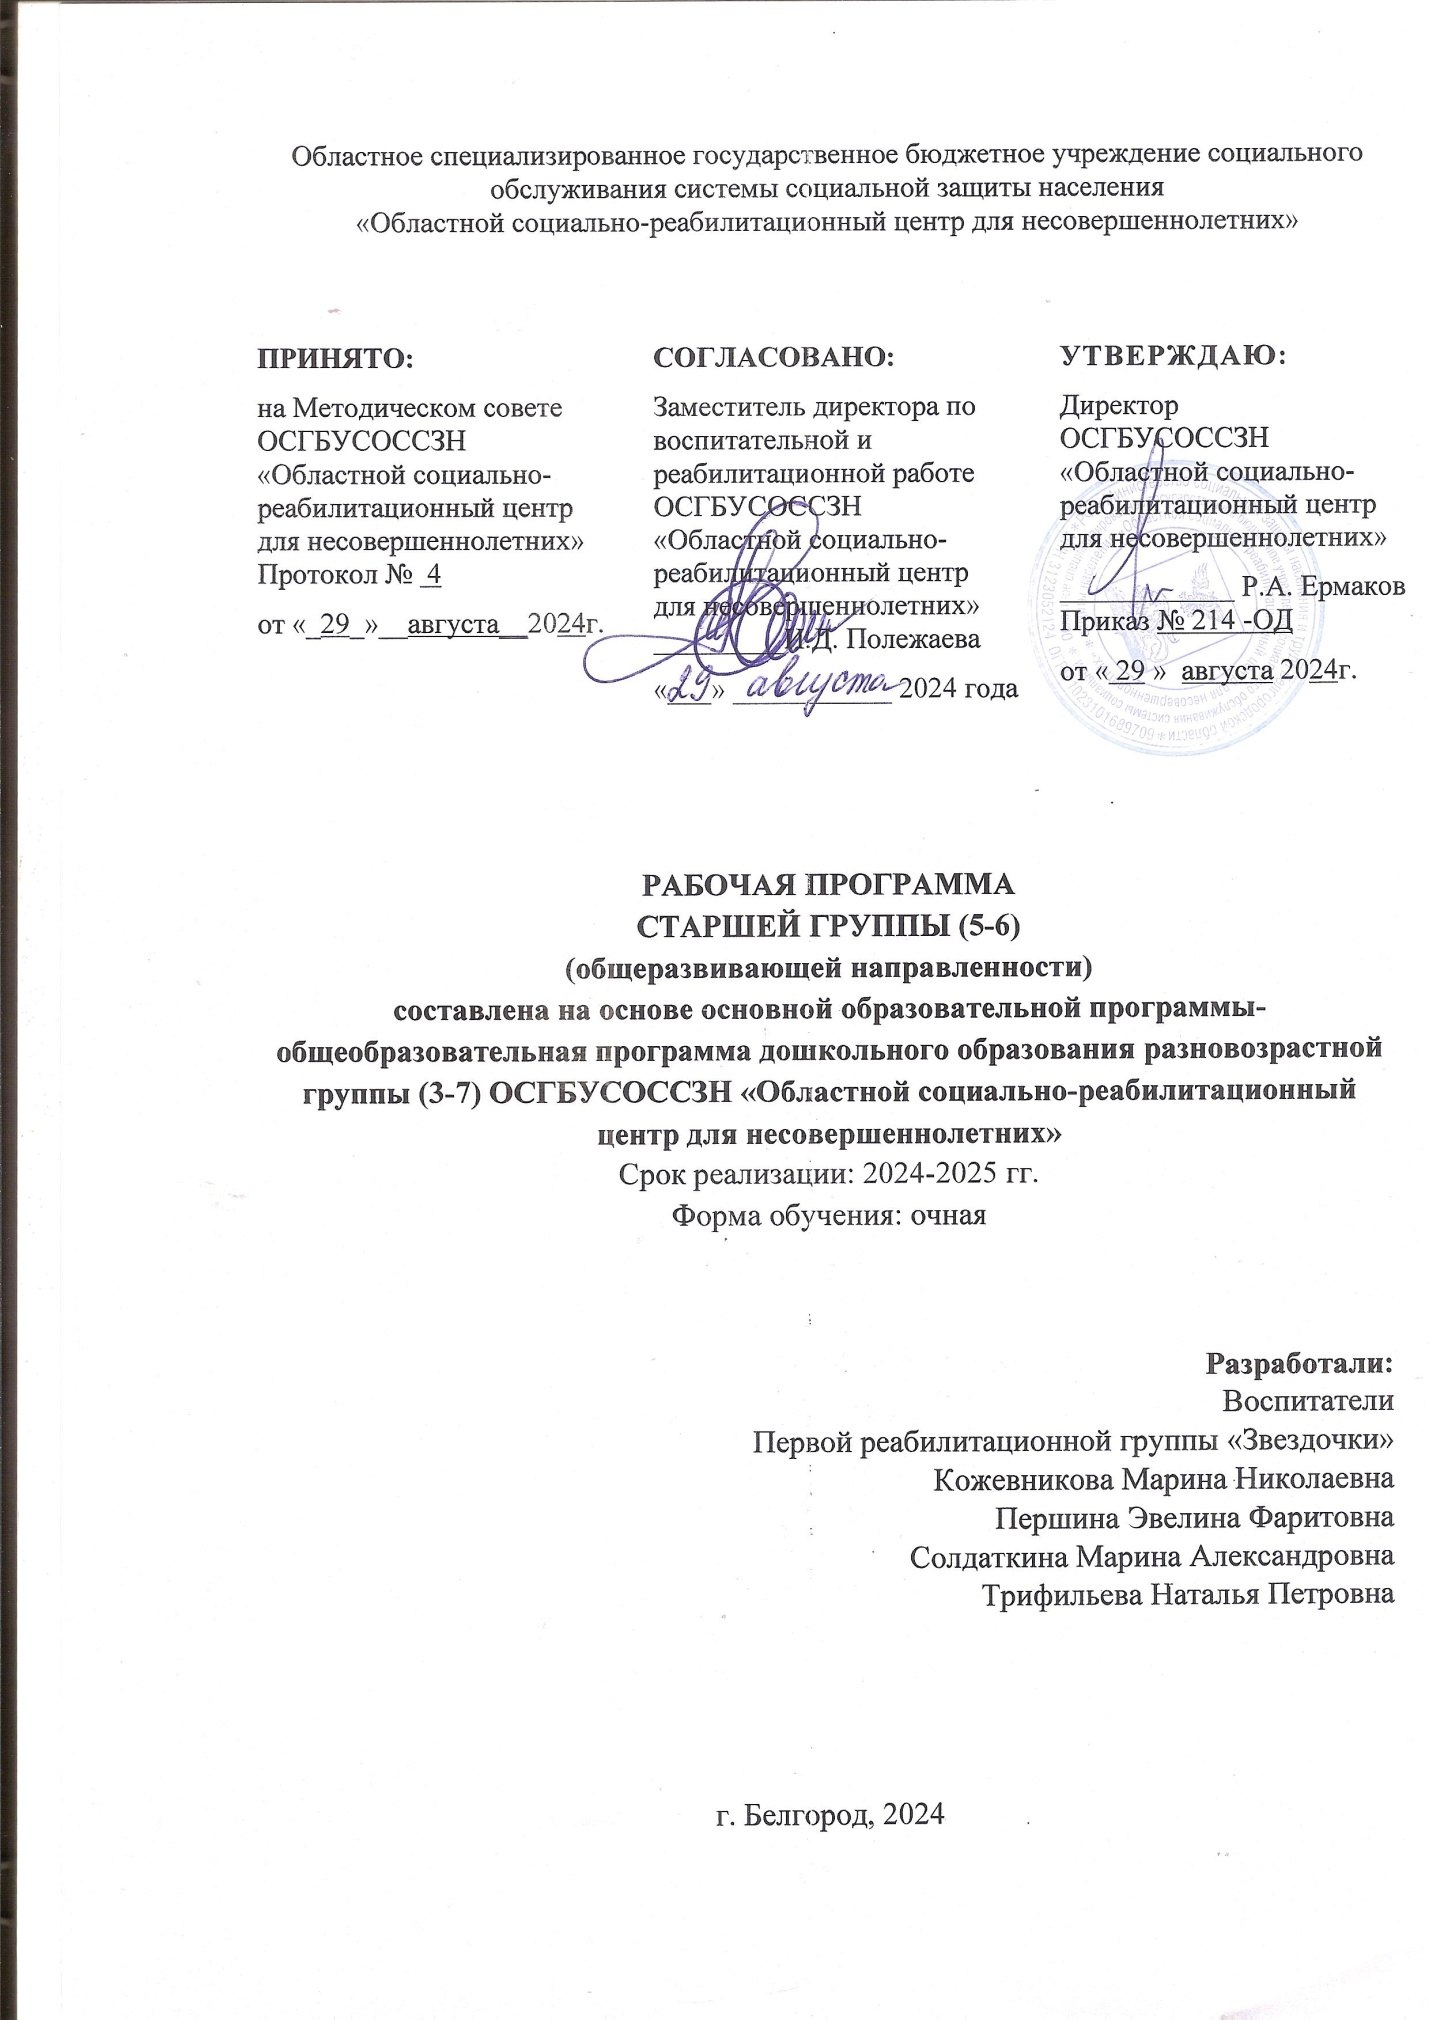 Областное специализированное государственное бюджетное учреждение социального
обслуживания системы социальной защиты населения
«Областной социально-реабилитационный центр для несовершеннолетних»
ПРИНЯТО:
на Методическом совете
ОСГБУСОССЗН
«Областной социально-
реабилитационный центр
для несовершеннолетних»
Протокол № 4
от «_29_»__августа__2024г.
СОГЛАСОВАНО:
Заместитель директора по
воспитательной и
реабилитационной работе
ОСГБУСОССЗН
«Областной социально-
реабилитационный центр
для несовершеннолетних»
_________И.Д. Полежаева
«29» августа 2024 года
УТВЕРЖДАЮ:
Директор
ОСГБУСОССЗН
«Областной социально-
реабилитационный центр
для несовершеннолетних»
____________ Р.А. Ермаков
Приказ № 214 -ОД
от « 29 » августа 2024г.
РАБОЧАЯ ПРОГРАММА
СТАРШЕЙ ГРУППЫ (5-6)
(общеразвивающей направленности)
составлена на основе основной образовательной программы-
общеобразовательная программа дошкольного образования разновозрастной
группы (3-7) ОСГБУСОССЗН «Областной социально-реабилитационный
центр для несовершеннолетних»
Срок реализации: 2024-2025 гг.
Форма обучения: очная
Разработали:
Воспитатели
Первой реабилитационной группы «Звездочки»
Кожевникова Марина Николаевна
Першина Эвелина Фаритовна
Солдаткина Марина Александровна
Трифильева Наталья Петровна
г. Белгород, 2024